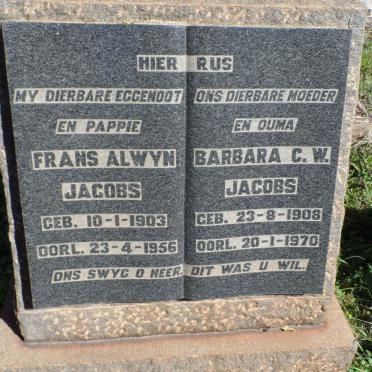 HIER RUS
MY DIERBARE EGGENOOT
EN PAPPIE
FRANS ALWYN
JACOBS
GEB. 10-1-1903
OORL. 23-4-1956
ONS DIERBARE MOEDER
EN OUMA
BARBARA C. W.
JACOBS
GEB. 23-8-1908
OORL. 20-1-1970
ONS SWYG O HEER, DIT WAS U WIL.